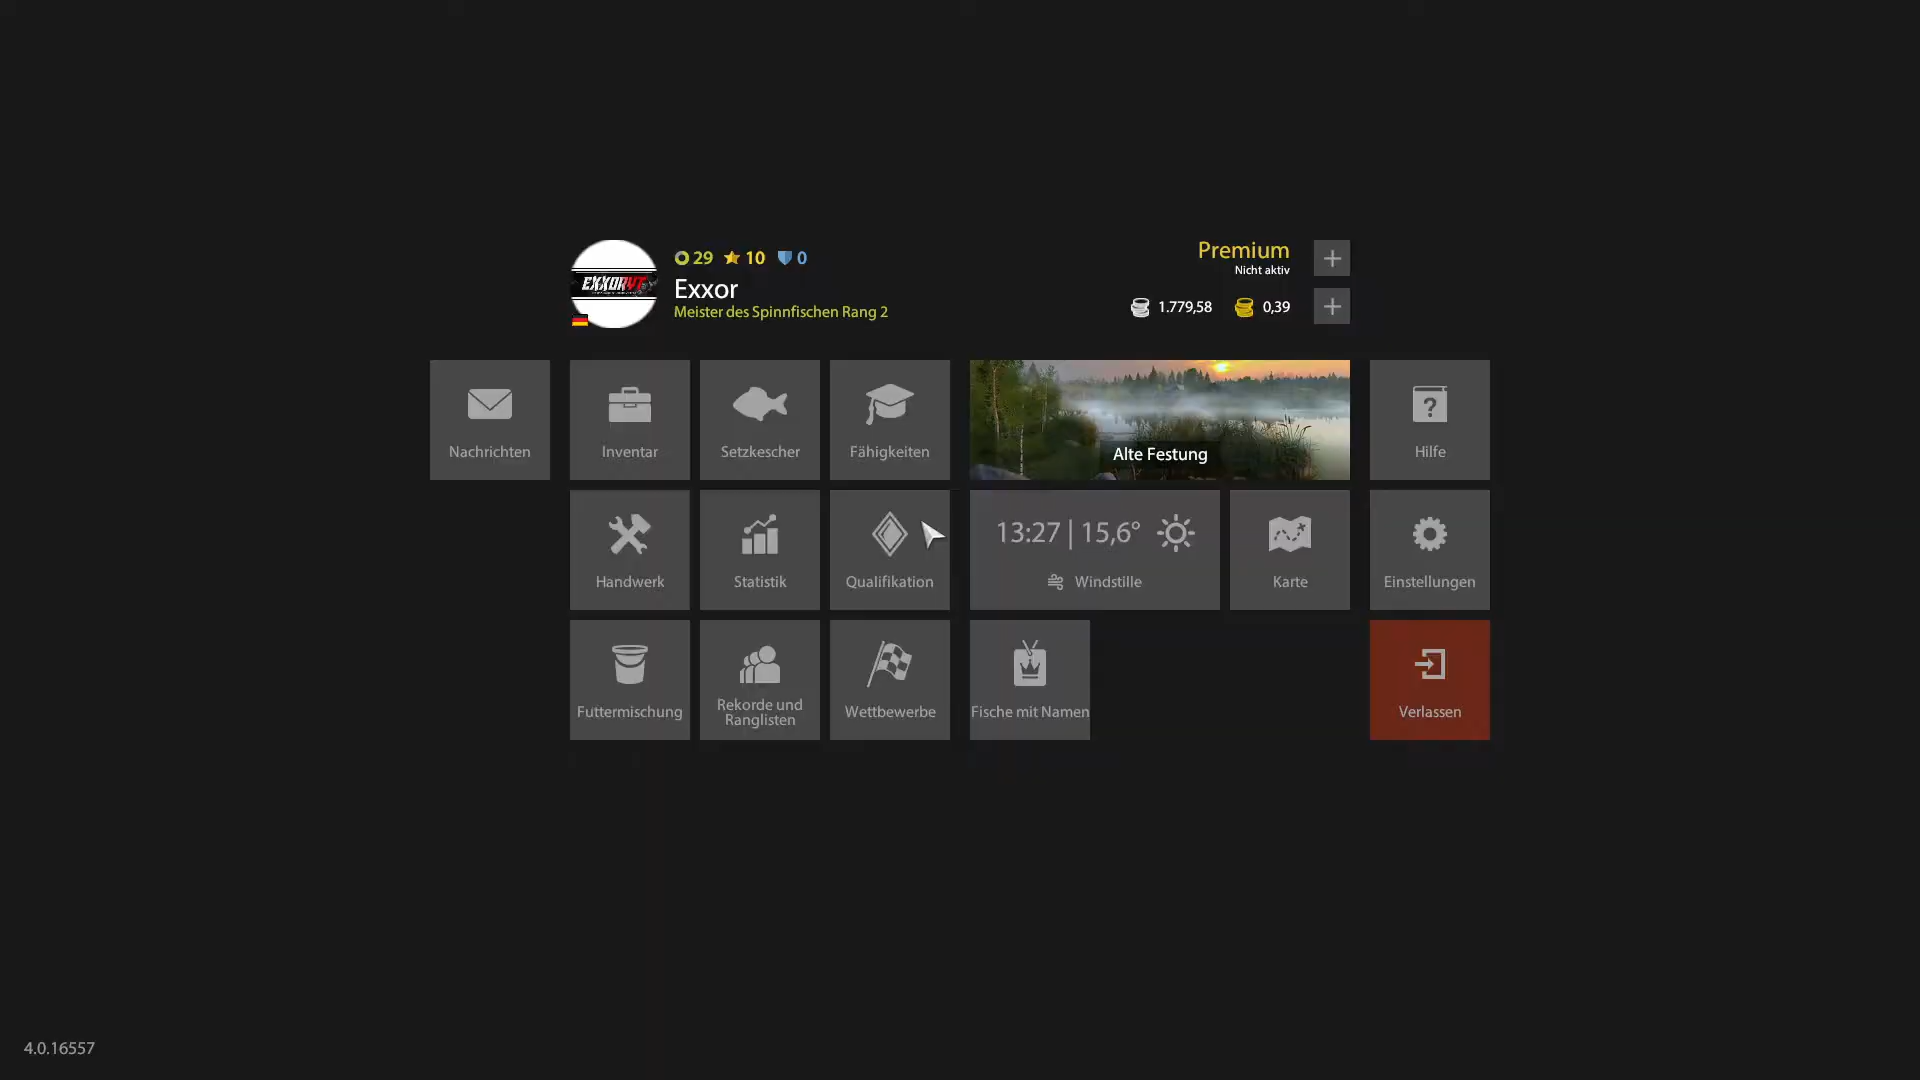 29 10 0
Exxor
Meister des Spinnfischen Rang 2
Premium
Nicht aktiv
1.779,58 0,39
Nachrichten
Inventar
Setzkescher
Fähigkeiten
Alte Festung
Hilfe
Handwerk
Statistik
Qualifikation
13:27 | 15,6°
Windstille
Karte
Einstellungen
Futtermischung
Rekorde und
Ranglisten
Wettbewerbe
Fische mit Namen
Verlassen
4.0.16557